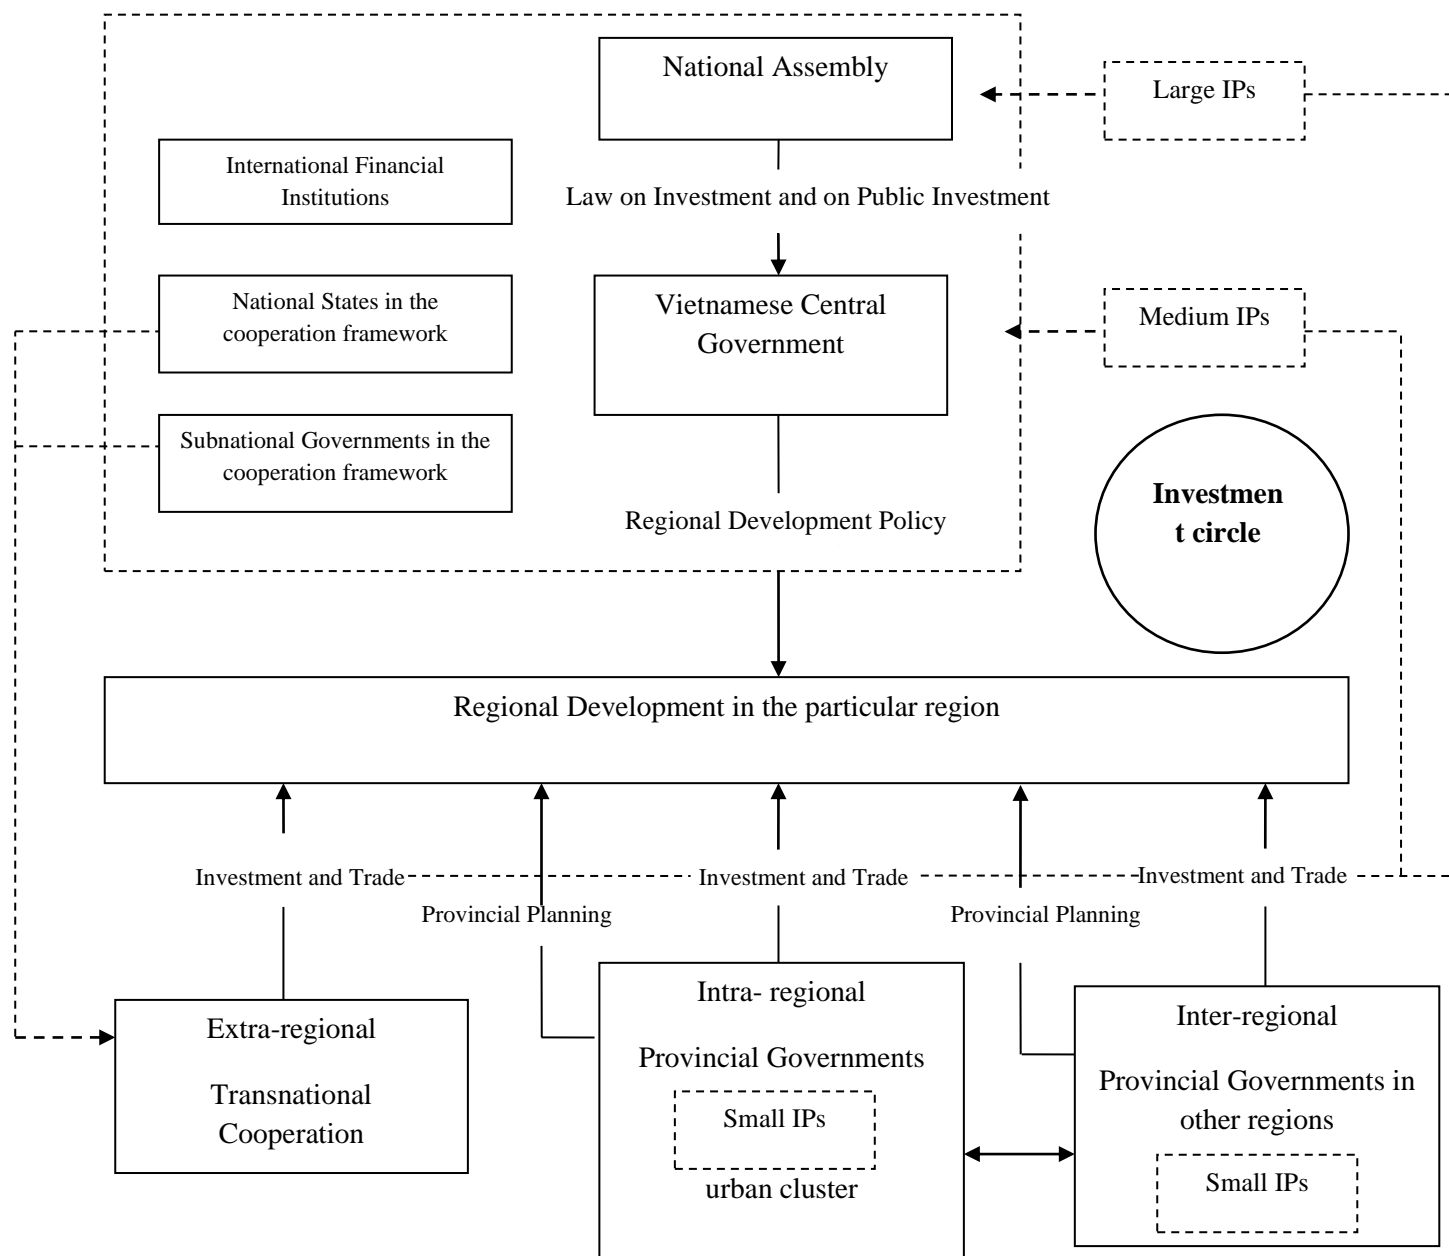 National Assembly
Large IPs
International Financial
Institutions
Law on Investment and on Public Investment
National States in the
cooperation framework
Vietnamese Central
Government
Medium IPs
Subnational Governments in the
cooperation framework
Regional Development Policy
Investmen
t circle
Regional Development in the particular region
Investment and Trade
Investment and Trade
Investment and Trade
Provincial Planning
Provincial Planning
Extra-regional
Transnational
Cooperation
Intra- regional
Provincial Governments
Small IPs
urban cluster
Inter-regional
Provincial Governments in
other regions
Small IPs